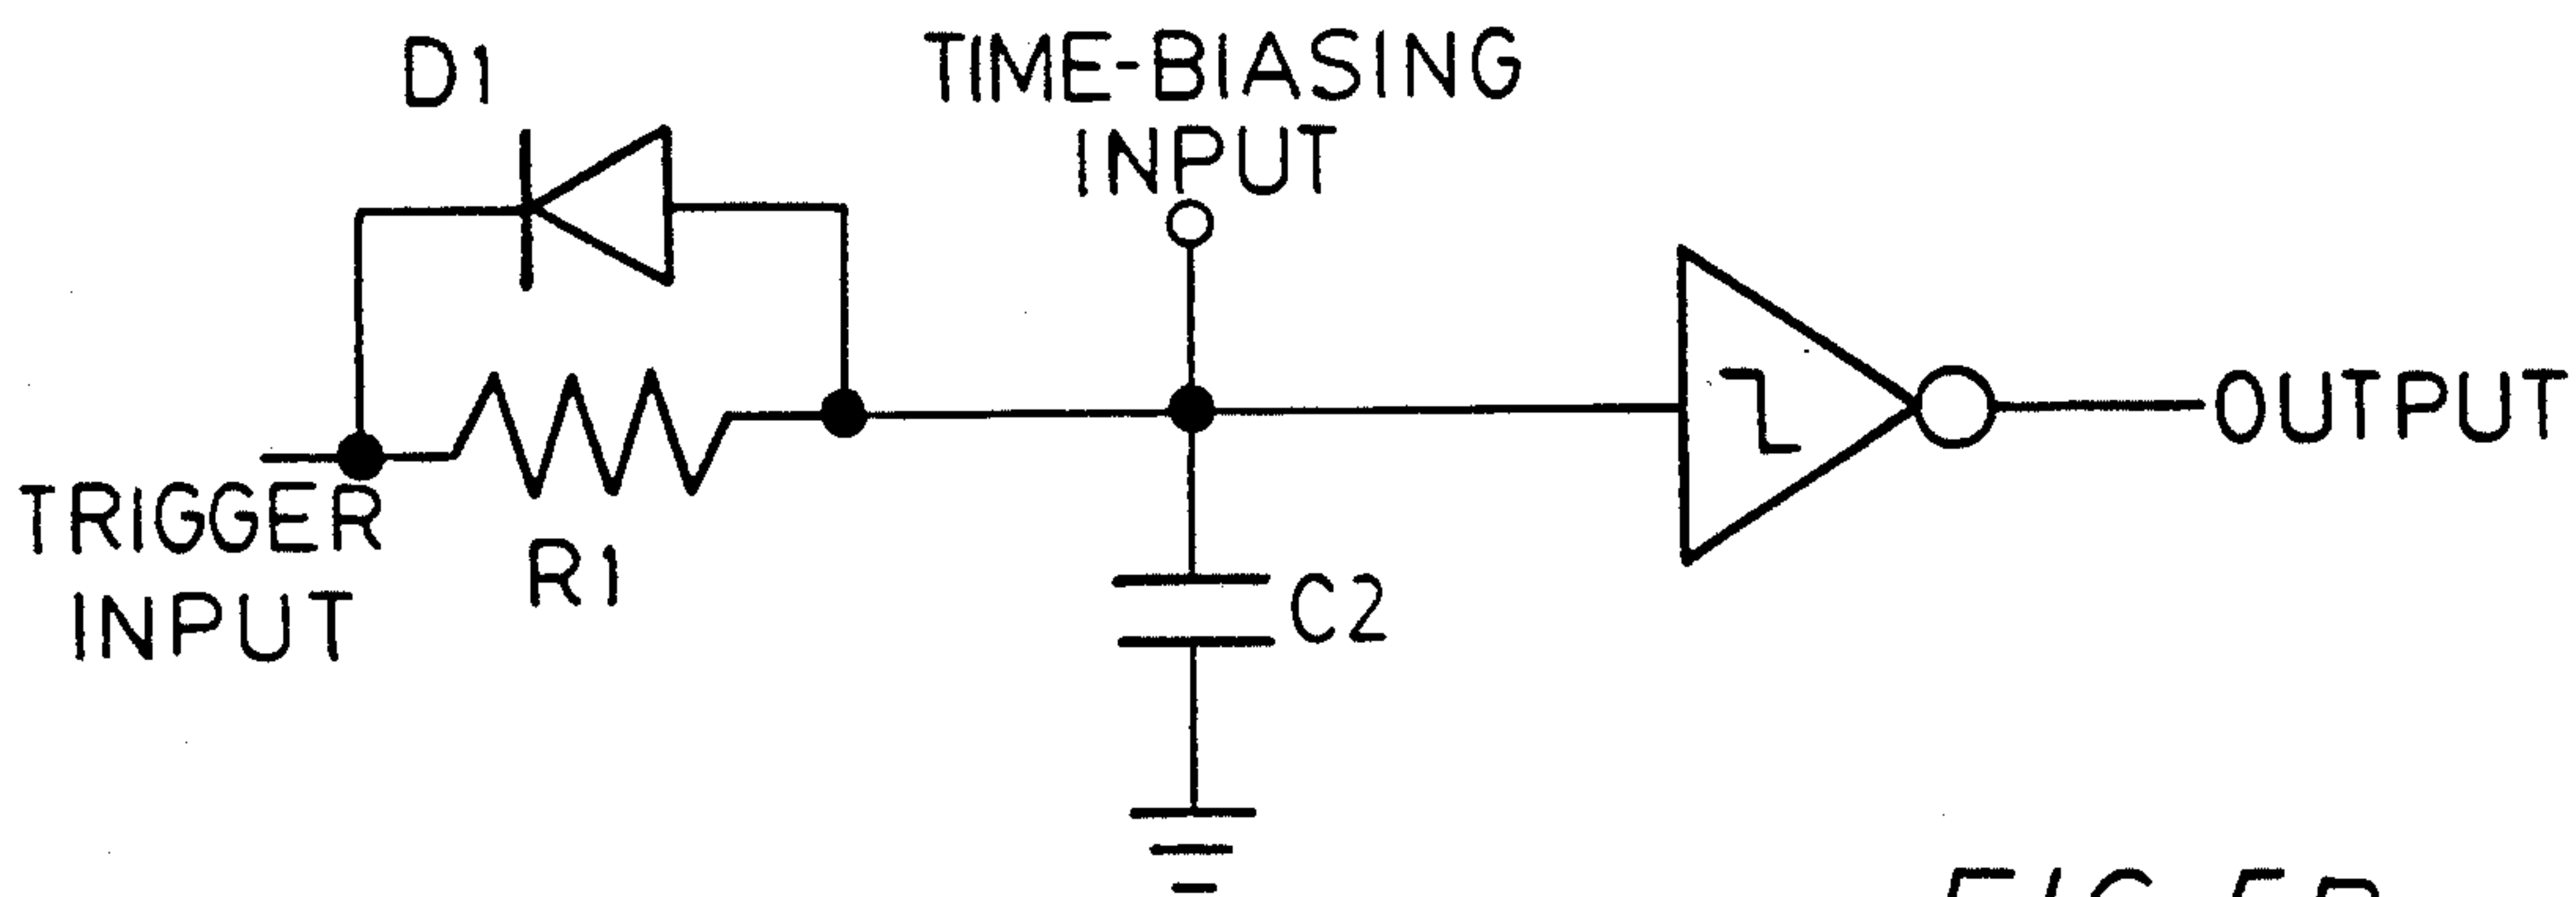 D1
TIME-BIASING
INPUT
TRIGGER
INPUT
R1
C2
OUTPUT